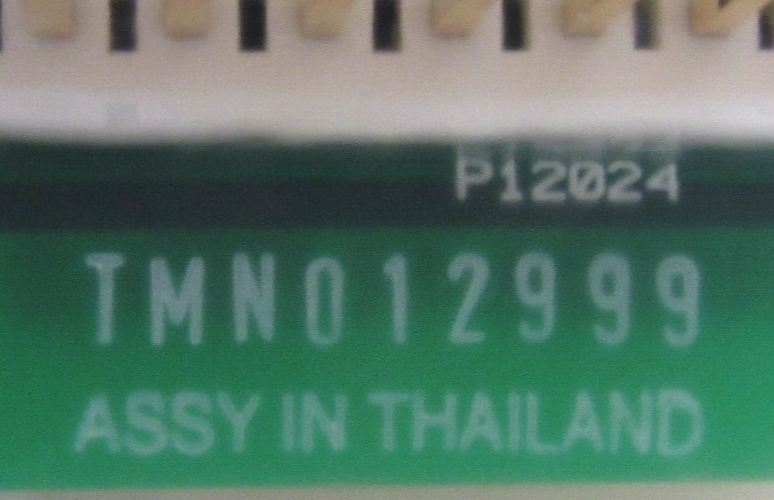 P12024
TMN012999
ASSY IN THAILAND